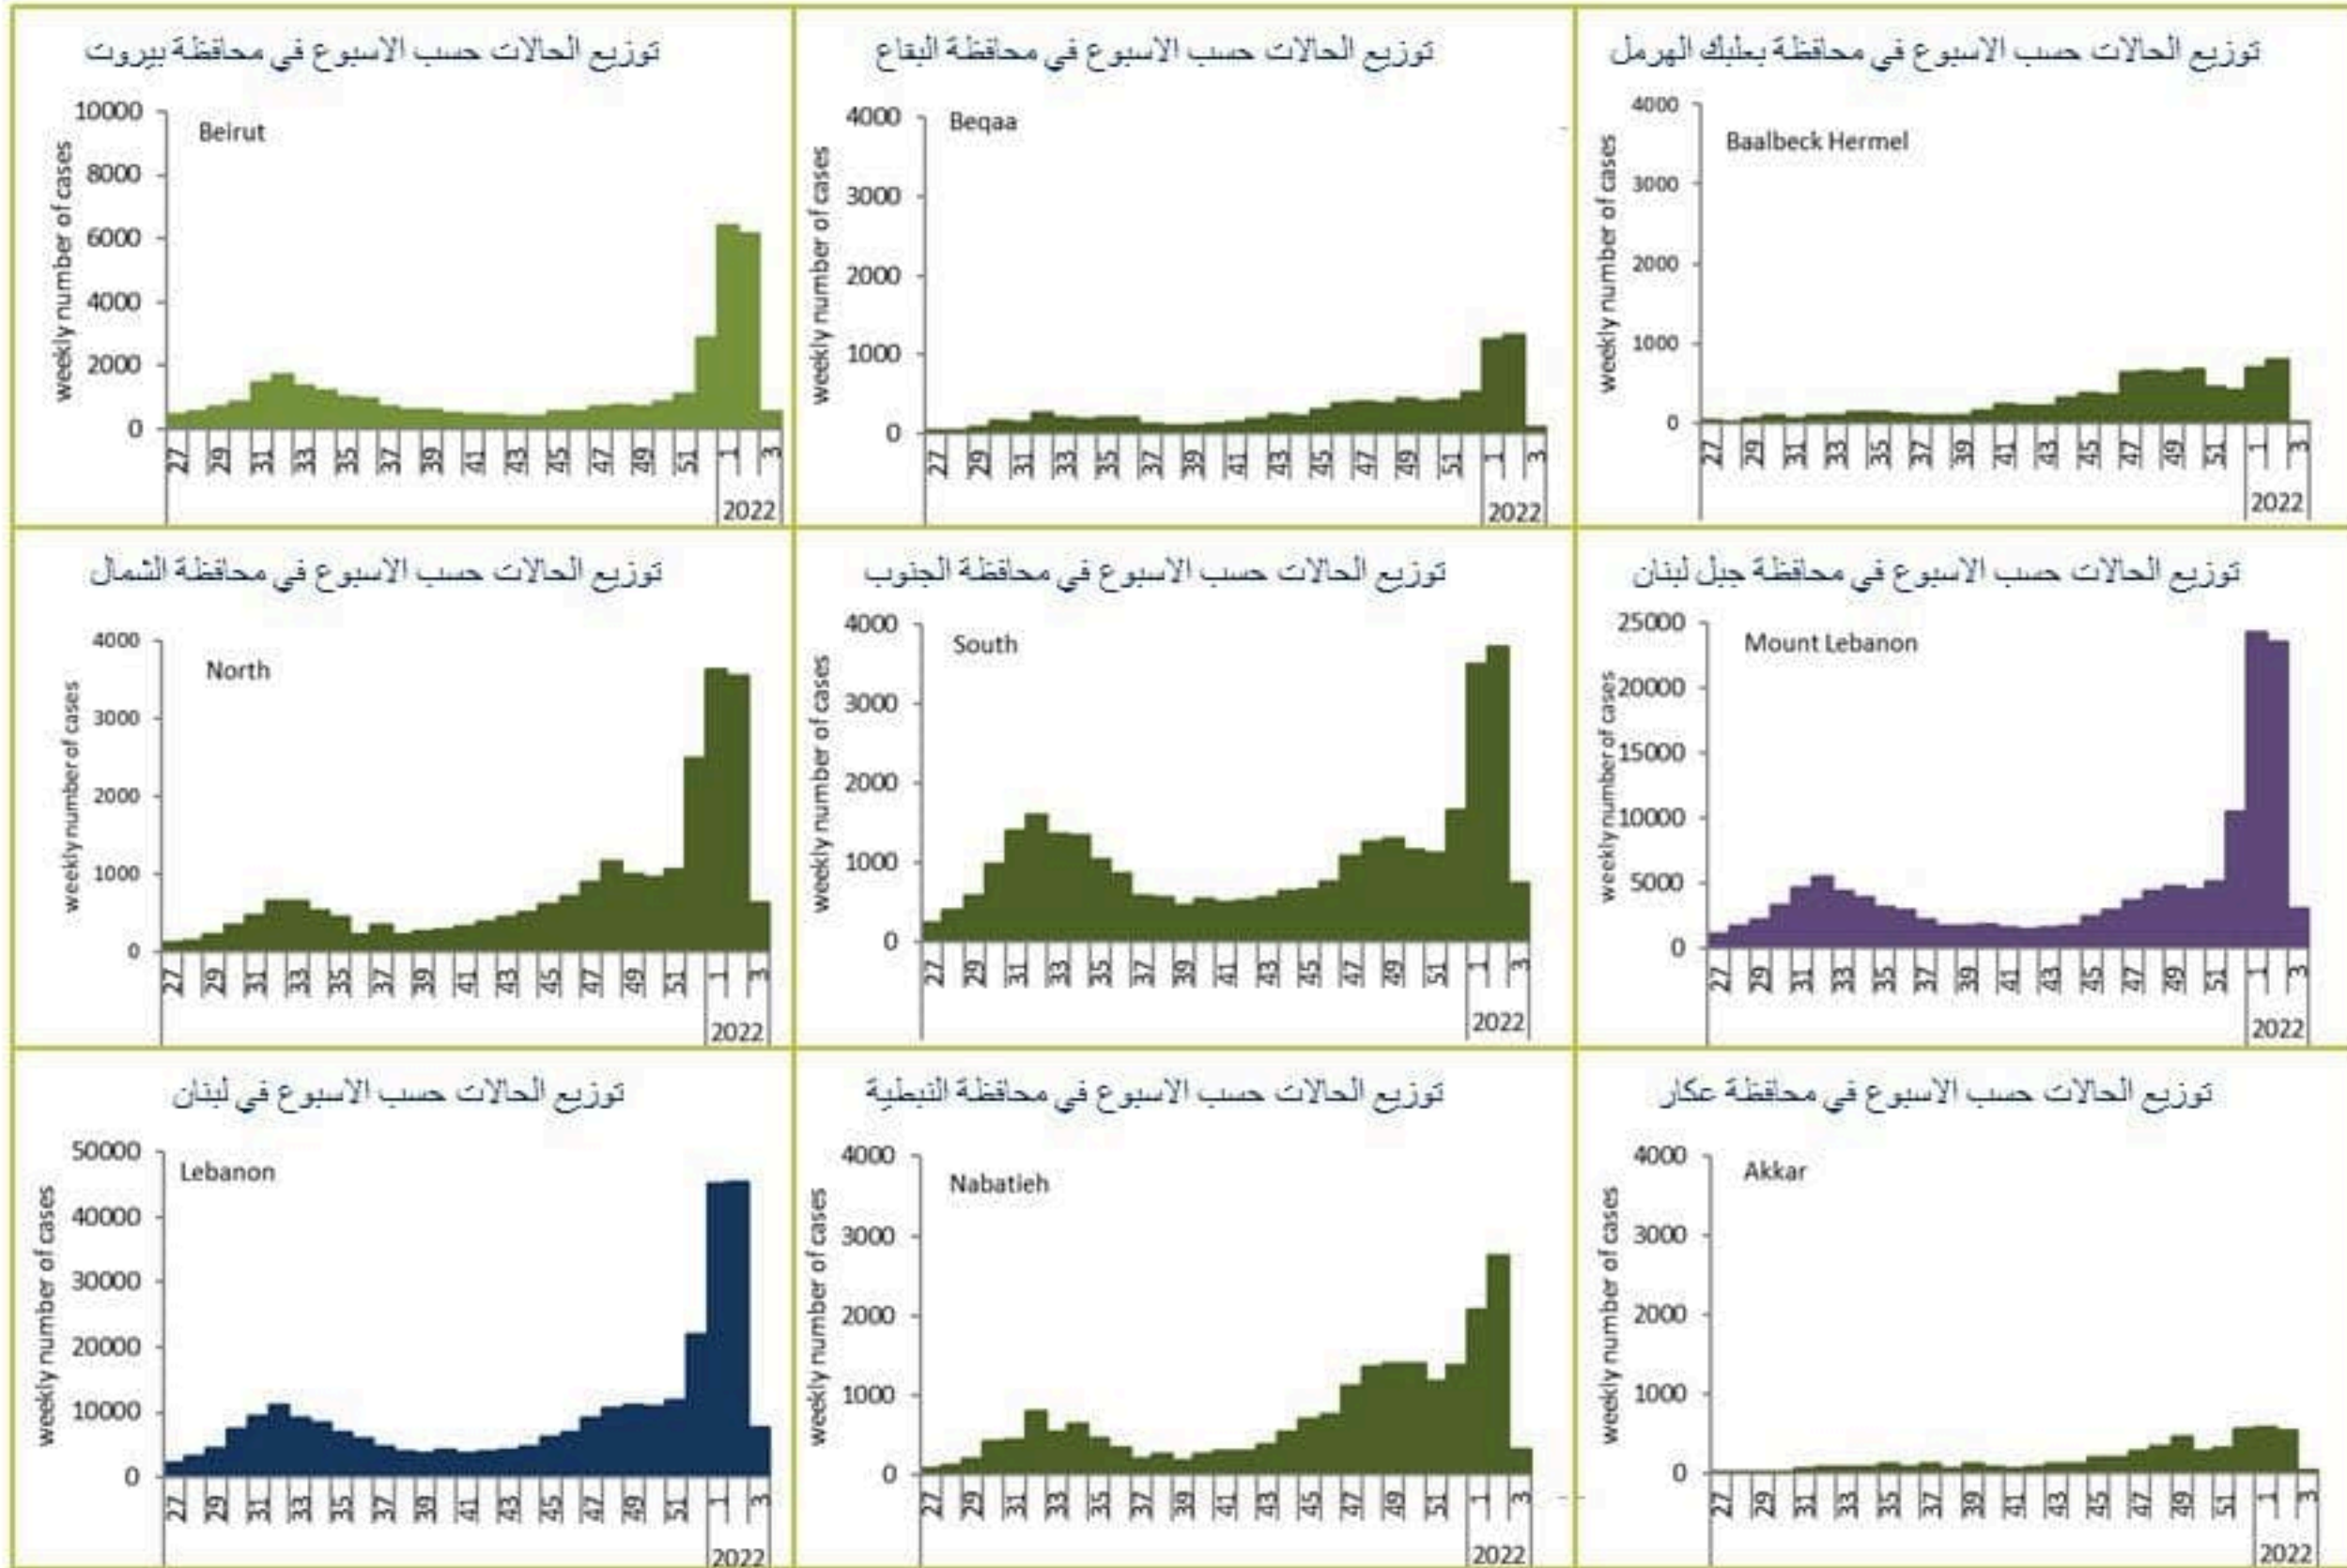 توزيع الحالات حسب الاسبوع في محافظة بيروت
Beirut
weekly number of cases
10000
8000
6000
4000
2000
0
27 29 31 33 35 37 39 41 43 45 47 49 51 1 3
2022
توزيع الحالات حسب الاسبوع في محافظة البقاع
Beqaa
weekly number of cases
4000
3000
2000
1000
0
27 29 31 33 35 37 39 41 43 45 47 49 51 1 3
2022
توزيع الحالات حسب الاسبوع في محافظة بعلبك الهرمل
Baalbeck Hermel
weekly number of cases
4000
3000
2000
1000
0
27 29 31 33 35 37 39 41 43 45 47 49 51 1 3
2022
توزيع الحالات حسب الاسبوع في محافظة الشمال
North
weekly number of cases
4000
3000
2000
1000
0
27 29 31 33 35 37 39 41 43 45 47 49 51 1 3
2022
توزيع الحالات حسب الاسبوع في محافظة الجنوب
South
weekly number of cases
4000
3000
2000
1000
0
27 29 31 33 35 37 39 41 43 45 47 49 51 1 3
2022
توزيع الحالات حسب الاسبوع في محافظة جبل لبنان
Mount Lebanon
weekly number of cases
25000
20000
15000
10000
5000
0
27 29 31 33 35 37 39 41 43 45 47 49 51 1 3
2022
توزيع الحالات حسب الاسبوع في لبنان
Lebanon
weekly number of cases
50000
40000
30000
20000
10000
0
27 29 31 33 35 37 39 41 43 45 47 49 51 1 3
2022
توزيع الحالات حسب الاسبوع في محافظة النبطية
Nabatieh
weekly number of cases
4000
3000
2000
1000
0
27 29 31 33 35 37 39 41 43 45 47 49 51 1 3
2022
توزيع الحالات حسب الاسبوع في محافظة عكار
Akkar
weekly number of cases
4000
3000
2000
1000
0
27 29 31 33 35 37 39 41 43 45 47 49 51 1 3
2022